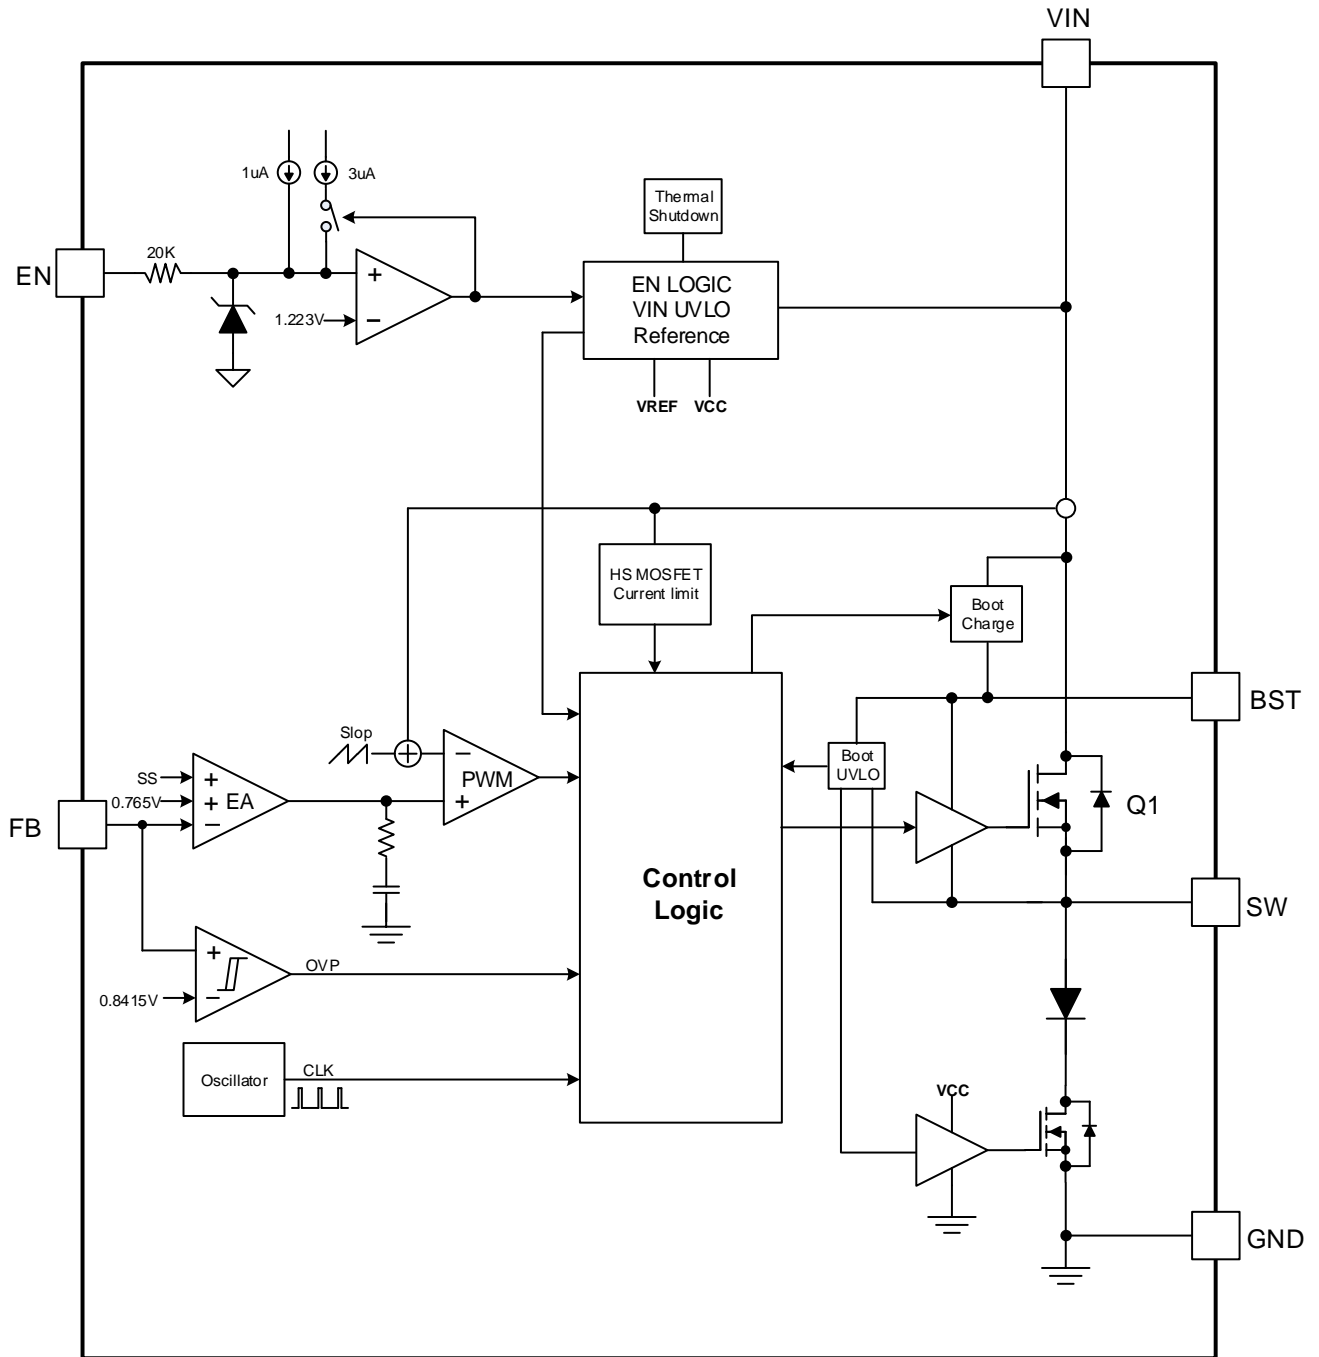 VIN
1uA
3uA
Thermal
Shutdown
20K
EN
EN LOGIC
VIN UVLO
Reference
1.223V
VREF
VCC
HS MOSFET
Current limit
Boot
Charge
BST
Slop
Boot
UVLO
PWM
SS
EA
0.765V
FB
Q1
Control
Logic
SW
OVP
0.8415V
CLK
Oscillator
VCC
GND